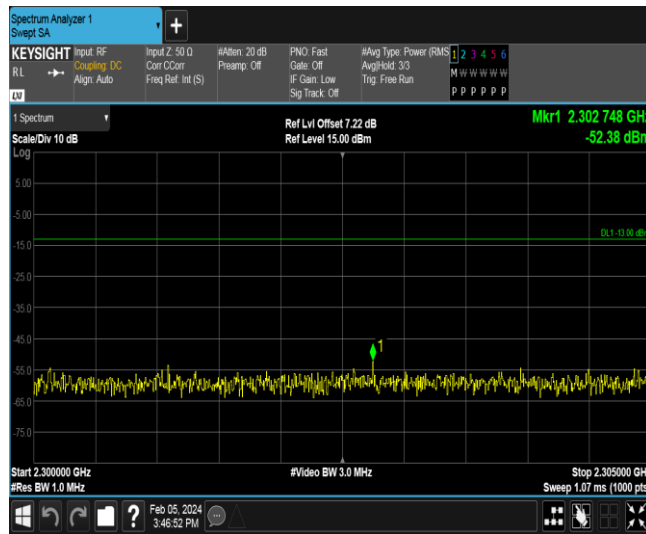 Spectrum Analyzer 1
Swept SA
+
KEYSIGHT
RL
LXI
Input: RF
Coupling: DC
Align: Auto
Input Z: 50 Ω
Corr CCorr
Freq Ref: Int (S)
#Atten: 20 dB
Preamp: Off
PNO: Fast
Gate: Off
IF Gain: Low
Sig Track: Off
#Avg Type: Power (RMS
Avg|Hold: 3/3
Trig: Free Run
1 2 3 4 5 6
M W W W W W
P P P P P P
1 Spectrum
Scale/Div 10 dB
Log
Ref Lvl Offset 7.22 dB
Ref Level 15.00 dBm
Mkr1 2.302 748 GHz
-52.38 dBm
5.00
-5.00
-15.0
-25.0
-35.0
-45.0
-55.0
-65.0
-75.0
DL1 -13.00 dBm
1
Start 2.300000 GHz
#Res BW 1.0 MHz
#Video BW 3.0 MHz
Stop 2.305000 GH
Sweep 1.07 ms (1000 pts
?
Feb 05, 2024
3:46:52 PM